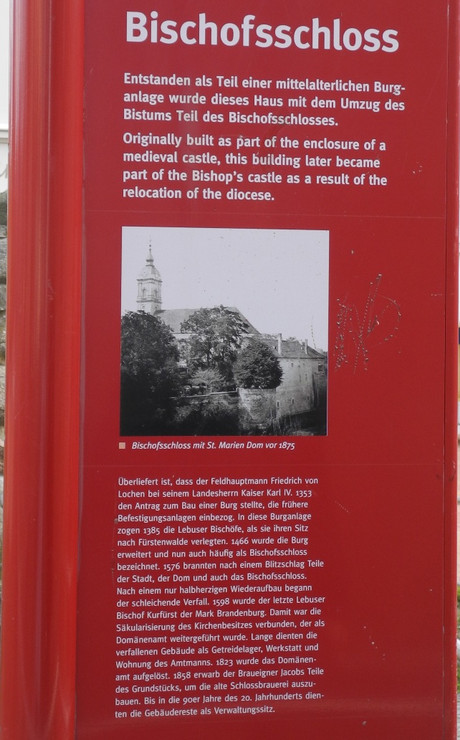 Bischofsschloss
Entstanden als Teil einer mittelalterlichen Burg-
anlage wurde dieses Haus mit dem Umzug des
Bistums Teil des Bischofsschlosses.
Originally built as part of the enclosure of a
medieval castle, this building later became
part of the Bishop's castle as a result of the
relocation of the diocese.
Bischofsschloss mit St. Marien Dom vor 1875
Überliefert ist, dass der Feldhauptmann Friedrich von
Lochen bei seinem Landesherrn Kaiser Karl IV. 1353
den Antrag zum Bau einer Burg stellte, die frühere
Befestigungsanlagen einbezog. In diese Burganlage
zogen 1385 die Lebuser Bischöfe, als sie ihren Sitz
nach Fürstenwalde verlegten. 1466 wurde die Burg
erweitert und nun auch häufig als Bischofsschloss
bezeichnet. 1576 brannten nach einem Blitzschlag Teile
der Stadt, der Dom und auch das Bischofsschloss.
Nach einem nur halbherzigen Wiederaufbau begann
der schleichende Verfall. 1598 wurde der letzte Lebuser
Bischof Kurfürst der Mark Brandenburg. Damit war die
Säkularisierung des Kirchenbesitzes verbunden, der als
Domänenamt weitergeführt wurde. Lange dienten die
verfallenen Gebäude als Getreidelager, Werkstatt und
Wohnung des Amtmanns. 1823 wurde das Domänen-
amt aufgelöst. 1858 erwarb der Braueigner Jacobs Teile
des Grundstücks, um die alte Schlossbrauerei auszu-
bauen. Bis in die 90er Jahre des 20. Jahrhunderts dien-
ten die Gebäudereste als Verwaltungssitz.